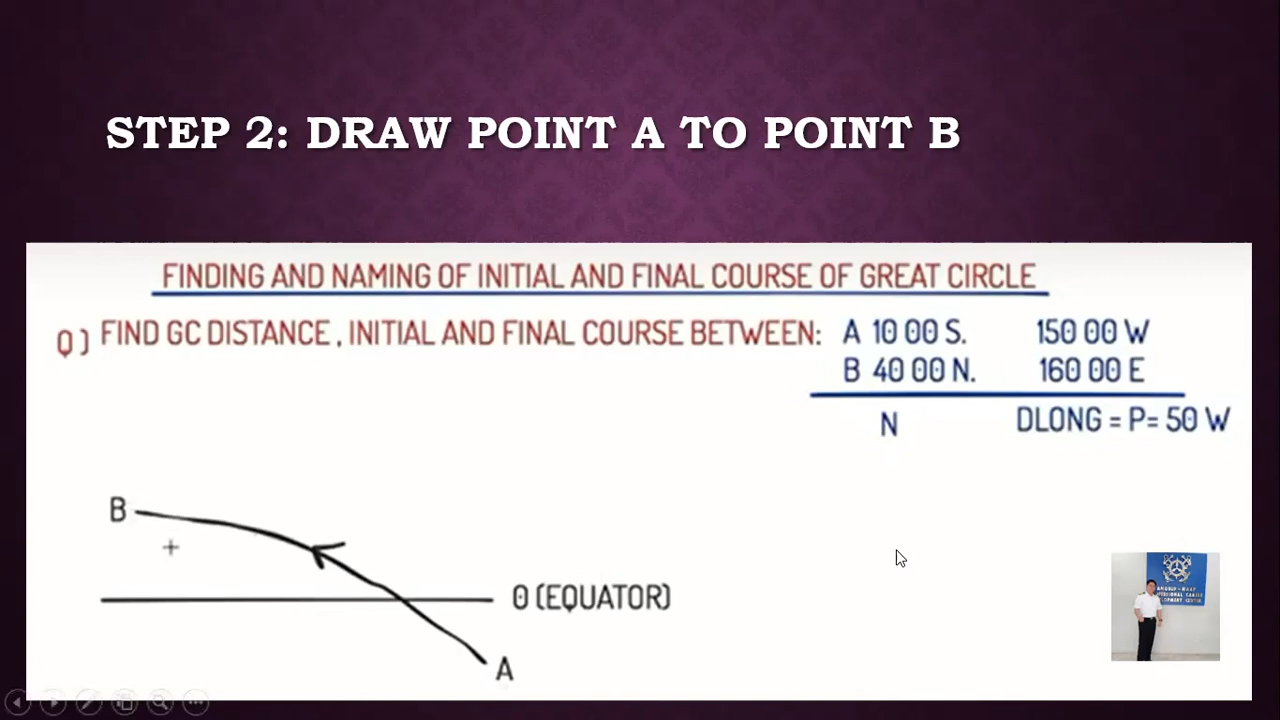 STEP 2: DRAW POINT A TO POINT B
FINDING AND NAMING OF INITIAL AND FINAL COURSE OF GREAT CIRCLE
Q) FIND GC DISTANCE, INITIAL AND FINAL COURSE BETWEEN: A 10 00 S. 150 00 W
B 40 00 N. 160 00 E
N DLONG = P= 50 W
B
0 (EQUATOR)
A